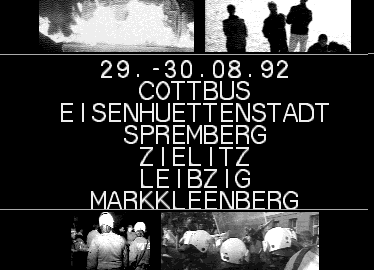 29.-30.08.92
COTTBUS
EISENHUETTENSTADT
SPREMBERG
ZIELITZ
LEIBZIG
MARKKLEENBERG